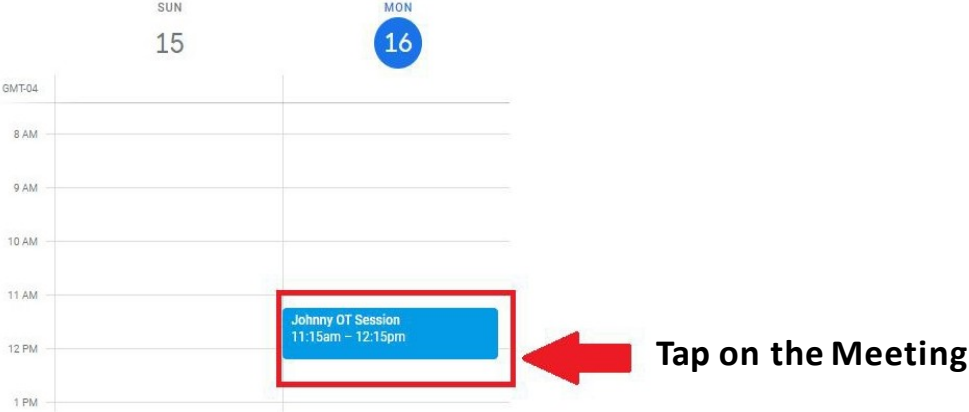 SUN
MON
15
16
GMT-04
8 AM
9 AM
10 AM
11 AM
Johnny OT Session
11:15am – 12:15pm
12 PM
Tap on the Meeting
1 PM